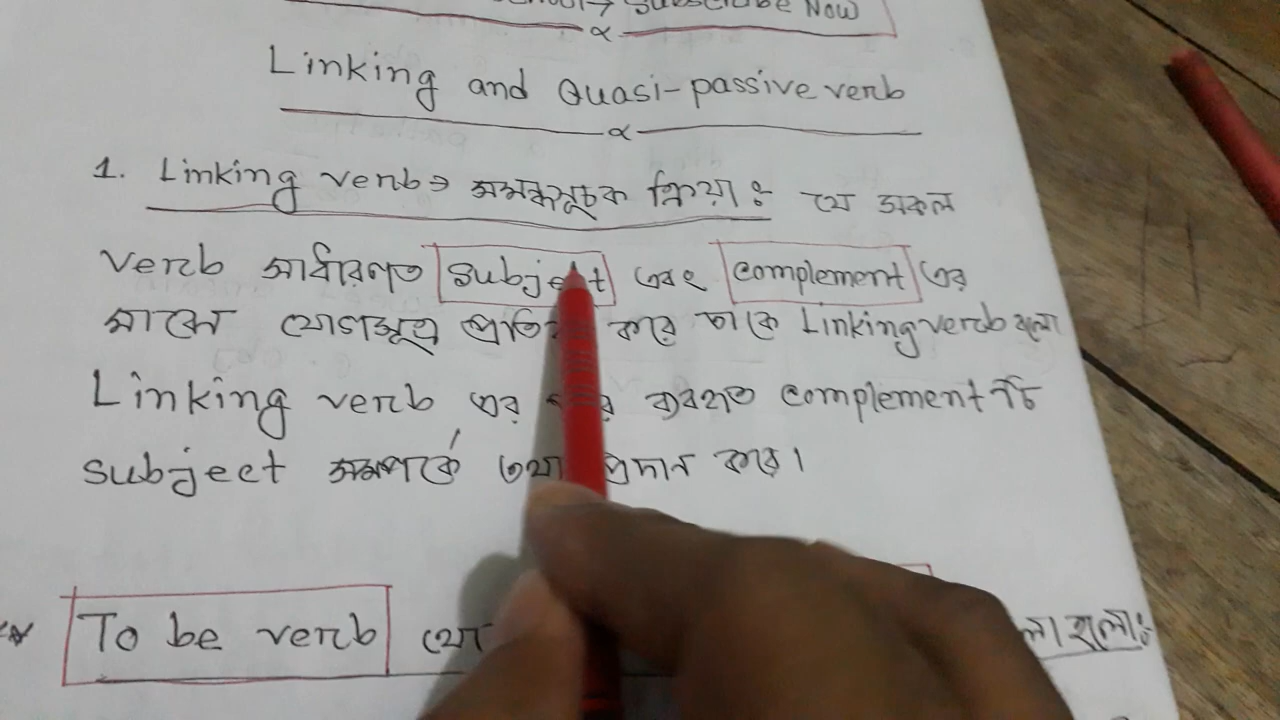 Subscribe Now
Linking and Quasi-passive verb
1. Linking verb → সম্বন্ধসূচক ক্রিয়া ঃ যে সকল
verb সাধারণত subject এবং complement এর
মাঝে যোগসূত্র করে তাকে Linking verb বলে।
Linking verb এর ব্যবহৃত complement টি
subject সম্পর্কে তথ্য প্রদান করে।
To be verb হলোঃ